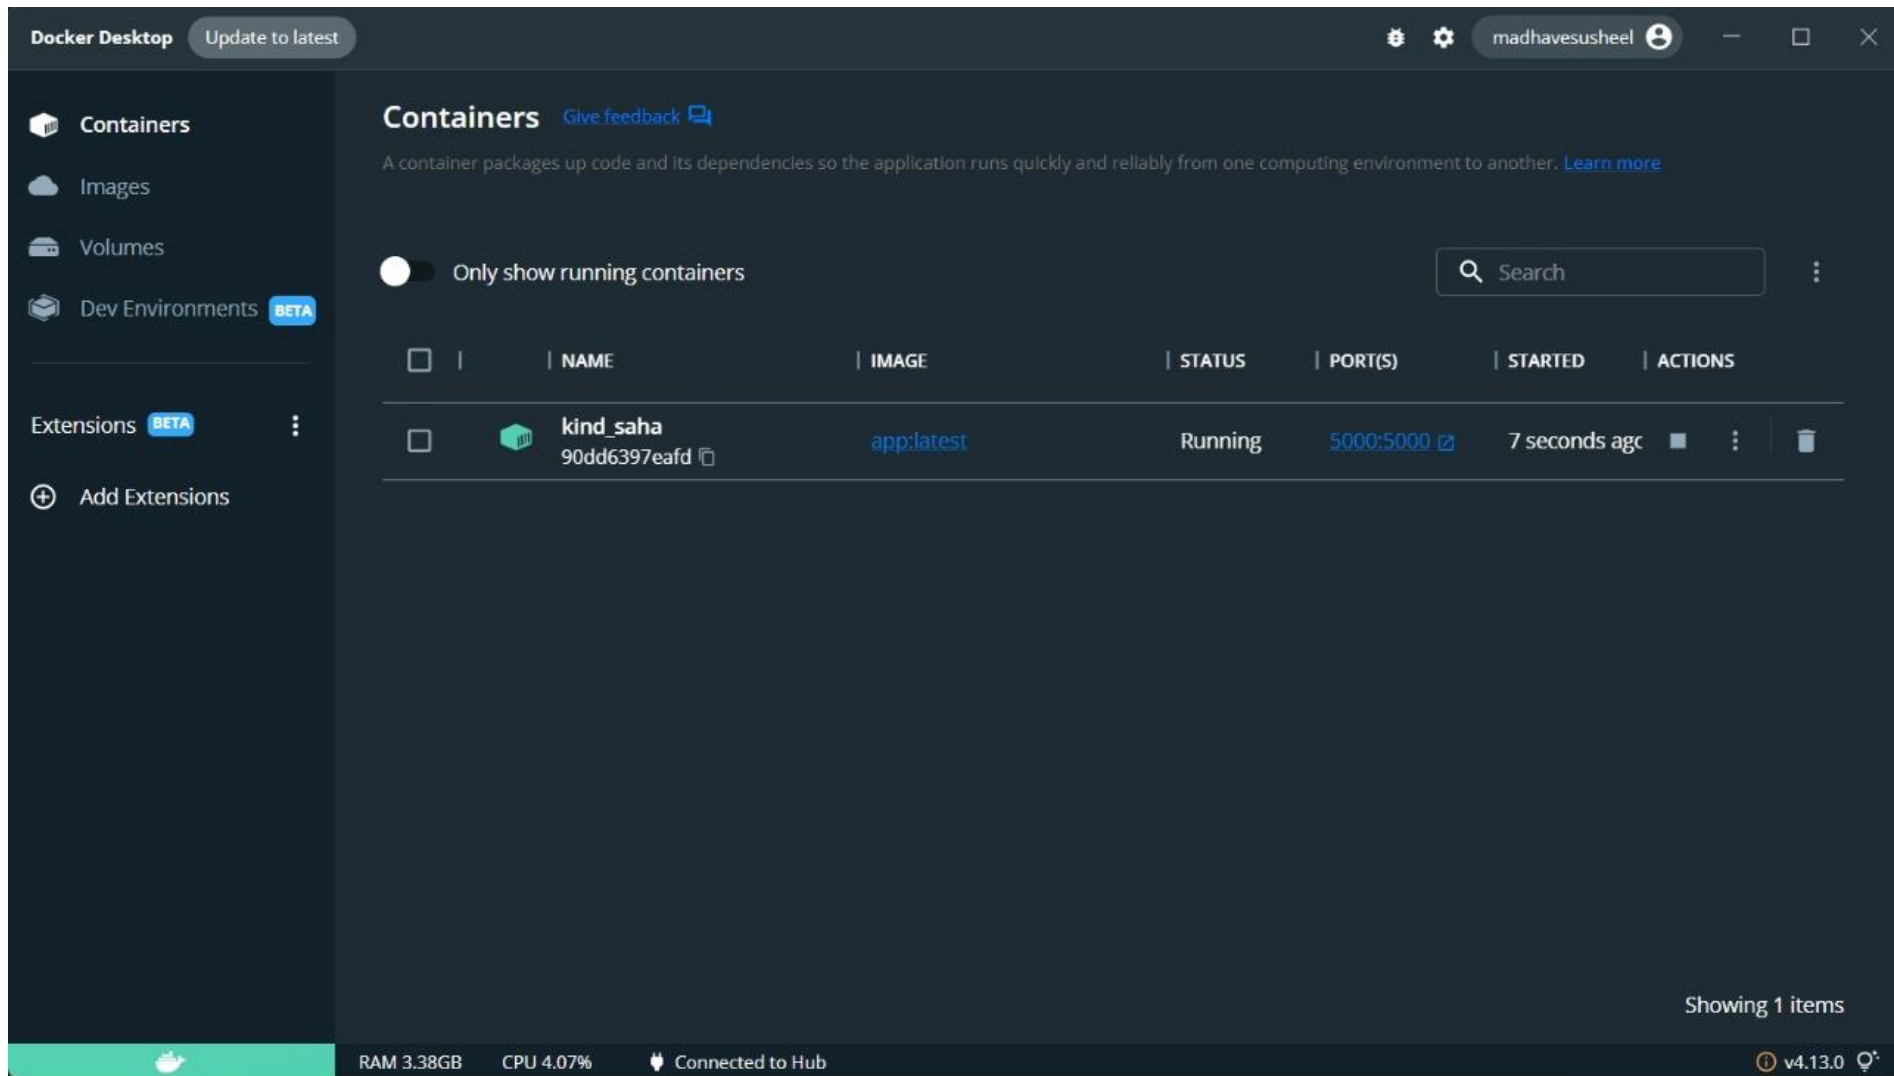 Docker Desktop Update to latest madhavesusheel
Containers
Images
Volumes
Dev Environments BETA
Extensions BETA
Add Extensions
Containers Give feedback
A container packages up code and its dependencies so the application runs quickly and reliably from one computing environment to another. Learn more
Only show running containers Search
NAME IMAGE STATUS PORT(S) STARTED ACTIONS
kind_saha app:latest Running 5000:5000 7 seconds agc
90dd6397eafd
Showing 1 items
RAM 3.38GB CPU 4.07% Connected to Hub v4.13.0